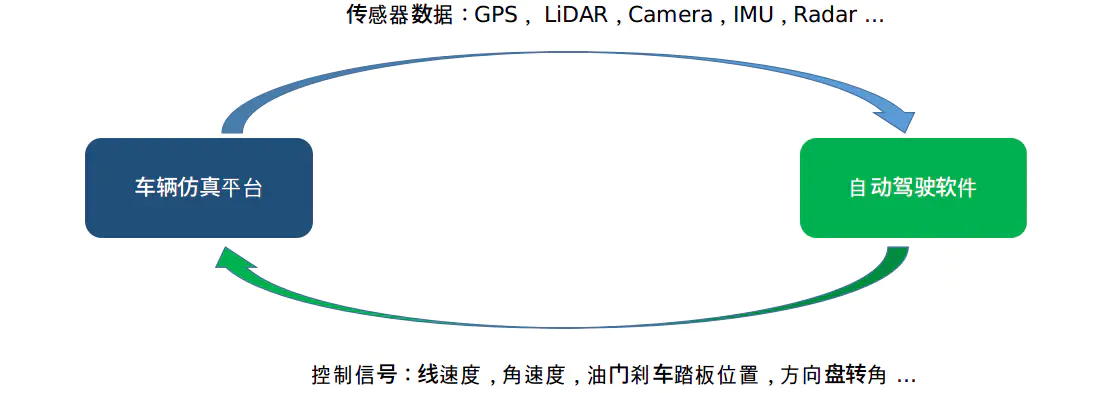 传感器数据：GPS , LiDAR , Camera , IMU , Radar ...
车辆仿真平台
自动驾驶软件
控制信号：线速度 , 角速度 , 油门刹车踏板位置 , 方向盘转角 ...